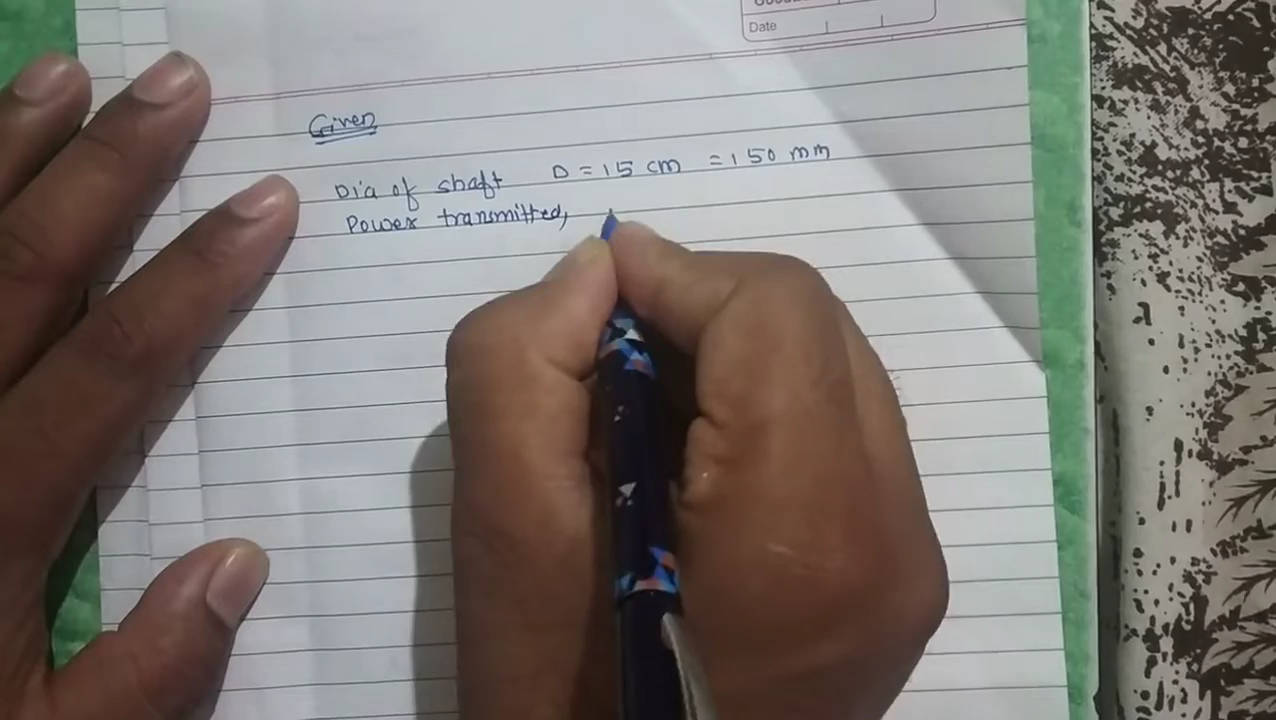 Date
Given
Dia of shaft D = 15 cm = 150 mm
Power transmitted,